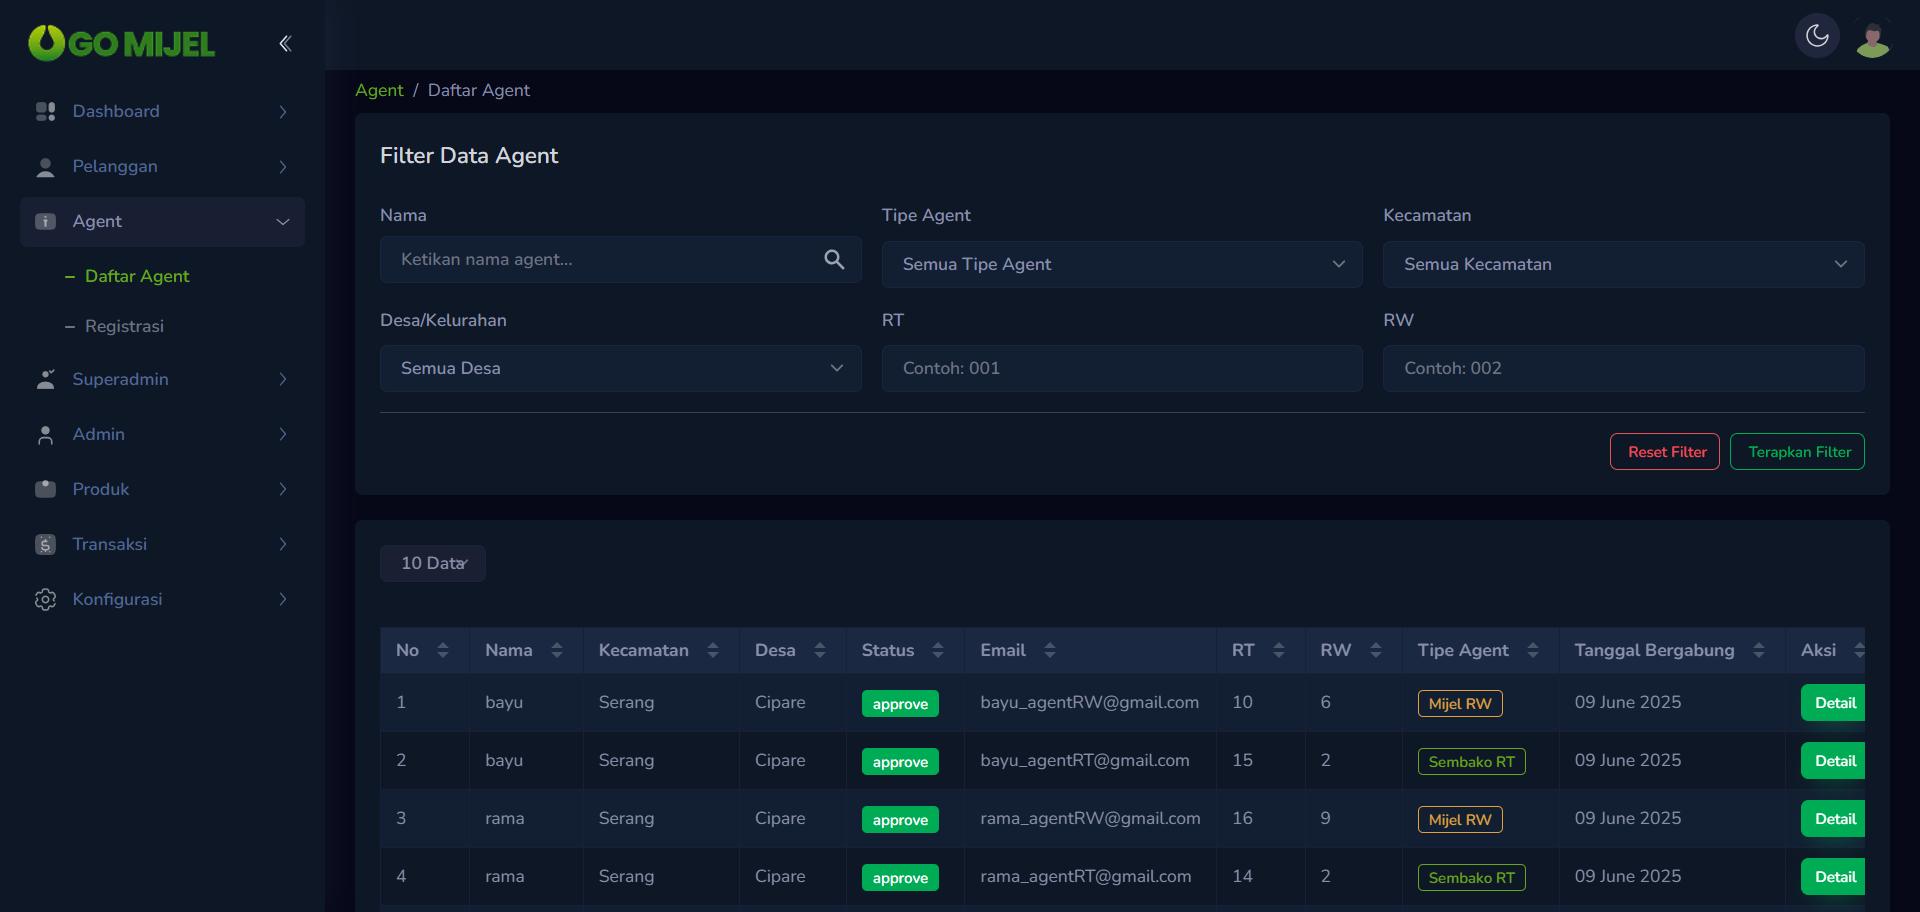 GO MIJEL
Dashboard
Pelanggan
Agent
Daftar Agent
Registrasi
Superadmin
Admin
Produk
Transaksi
Konfigurasi
Agent / Daftar Agent
Filter Data Agent
Nama
Ketikan nama agent...
Tipe Agent
Semua Tipe Agent
Kecamatan
Semua Kecamatan
Desa/Kelurahan
Semua Desa
RT
Contoh: 001
RW
Contoh: 002
Reset Filter
Terapkan Filter
10 Data
No Nama Kecamatan Desa Status Email RT RW Tipe Agent Tanggal Bergabung Aksi
1 bayu Serang Cipare approve bayu_agentRW@gmail.com 10 6 Mijel RW 09 June 2025 Detail
2 bayu Serang Cipare approve bayu_agentRT@gmail.com 15 2 Sembako RT 09 June 2025 Detail
3 rama Serang Cipare approve rama_agentRW@gmail.com 16 9 Mijel RW 09 June 2025 Detail
4 rama Serang Cipare approve rama_agentRT@gmail.com 14 2 Sembako RT 09 June 2025 Detail